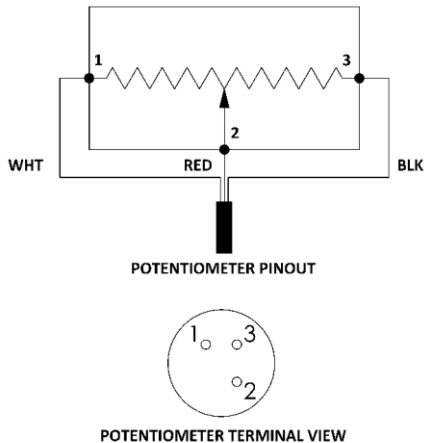 1 3
2
WHT RED BLK
POTENTIOMETER PINOUT
1 3
2
POTENTIOMETER TERMINAL VIEW